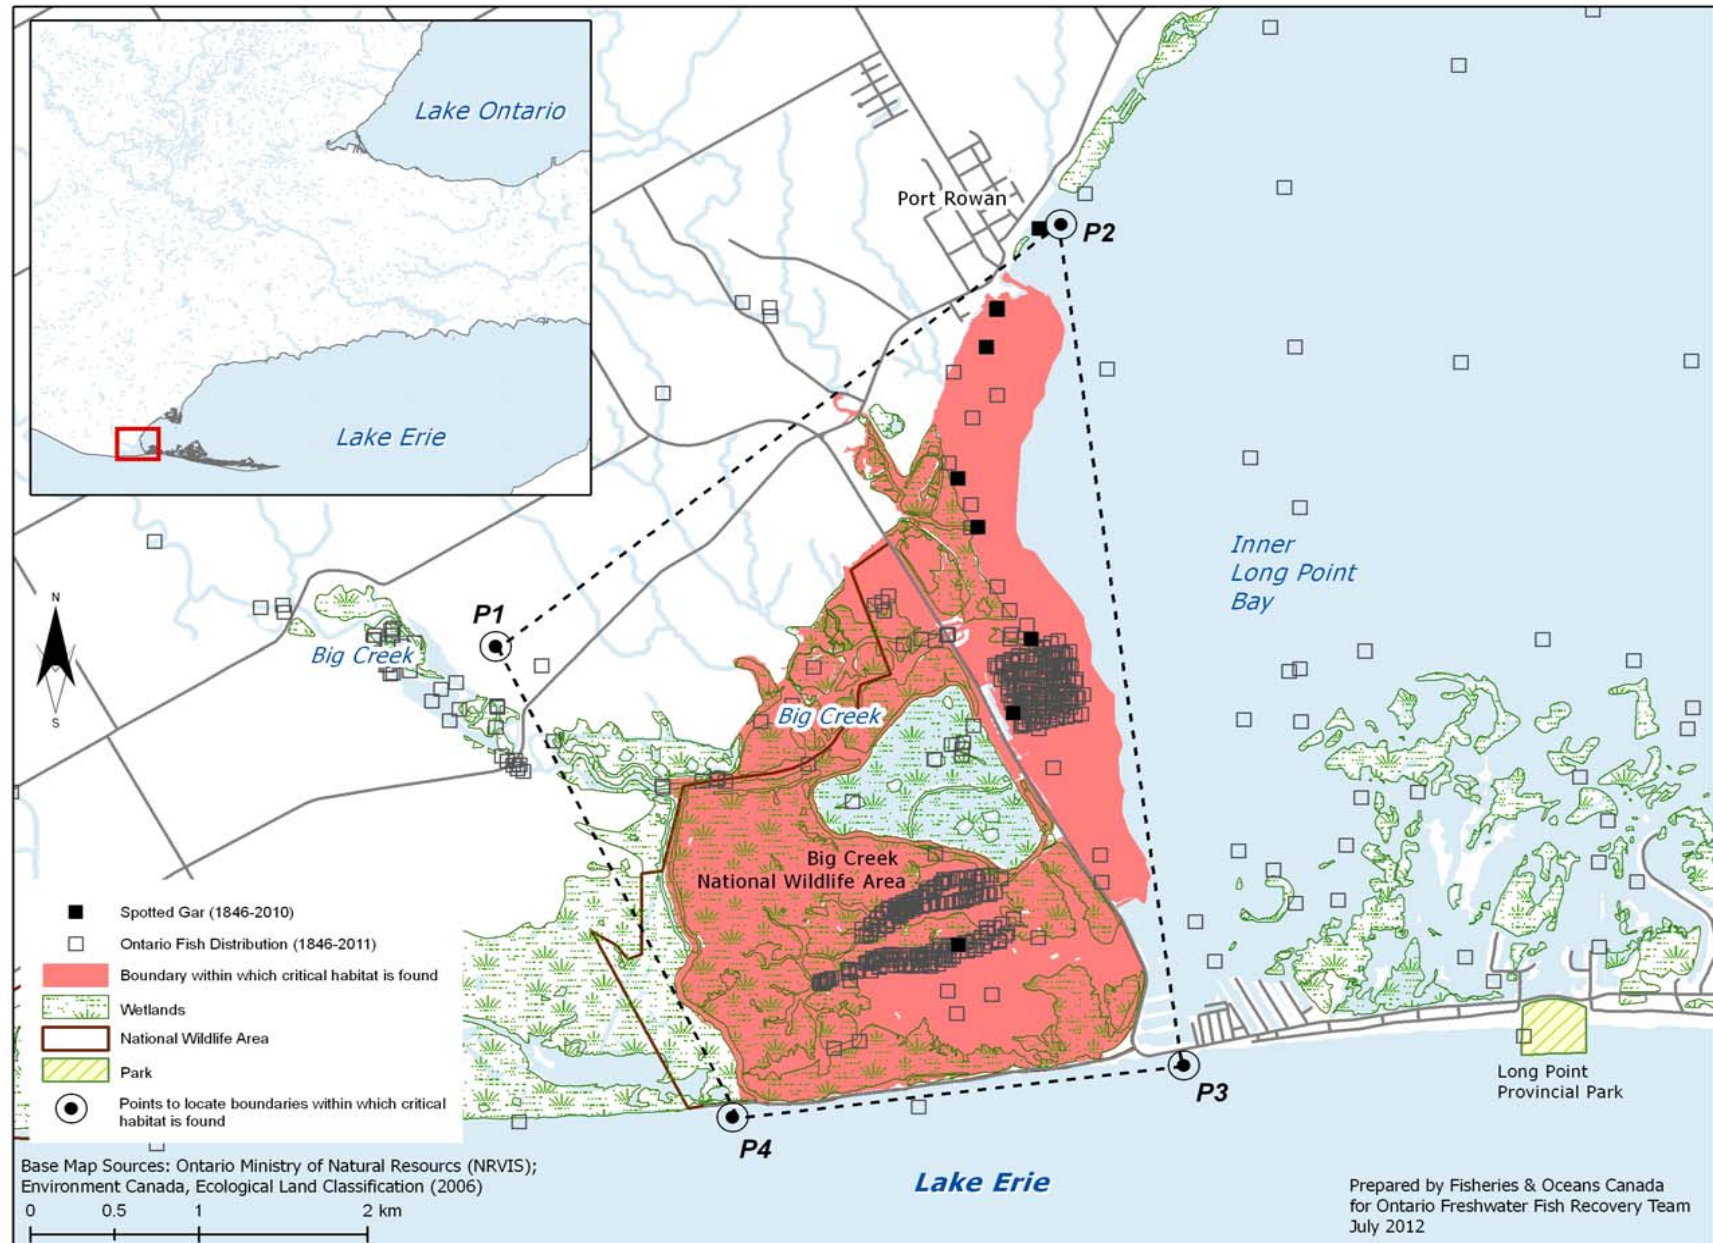 Lake Ontario
Lake Erie
Port Rowan
P2
Inner
Long Point
Bay
P1
Big Creek
Big Creek
Big Creek
National Wildlife Area
N
S
Spotted Gar (1846-2010)
Ontario Fish Distribution (1846-2011)
Boundary within which critical habitat is found
Wetlands
National Wildlife Area
Park
Points to locate boundaries within which critical
habitat is found
P3
P4
Long Point
Provincial Park
Lake Erie
Base Map Sources: Ontario Ministry of Natural Resourcs (NRVIS);
Environment Canada, Ecological Land Classification (2006)
0 0.5 1 2 km
Prepared by Fisheries & Oceans Canada
for Ontario Freshwater Fish Recovery Team
July 2012